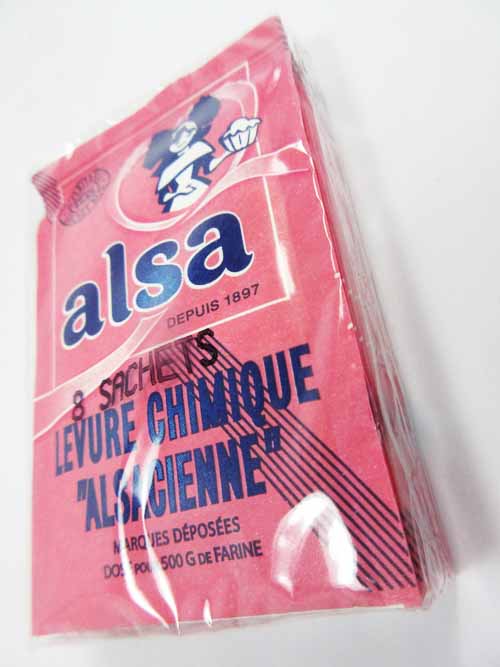 alsa
DEPUIS 1897
8 SACHETS
LEVURE CHIMIQUE
"ALSACIENNE"
MARQUES DÉPOSÉES
DOSE POUR 500 G DE FARINE